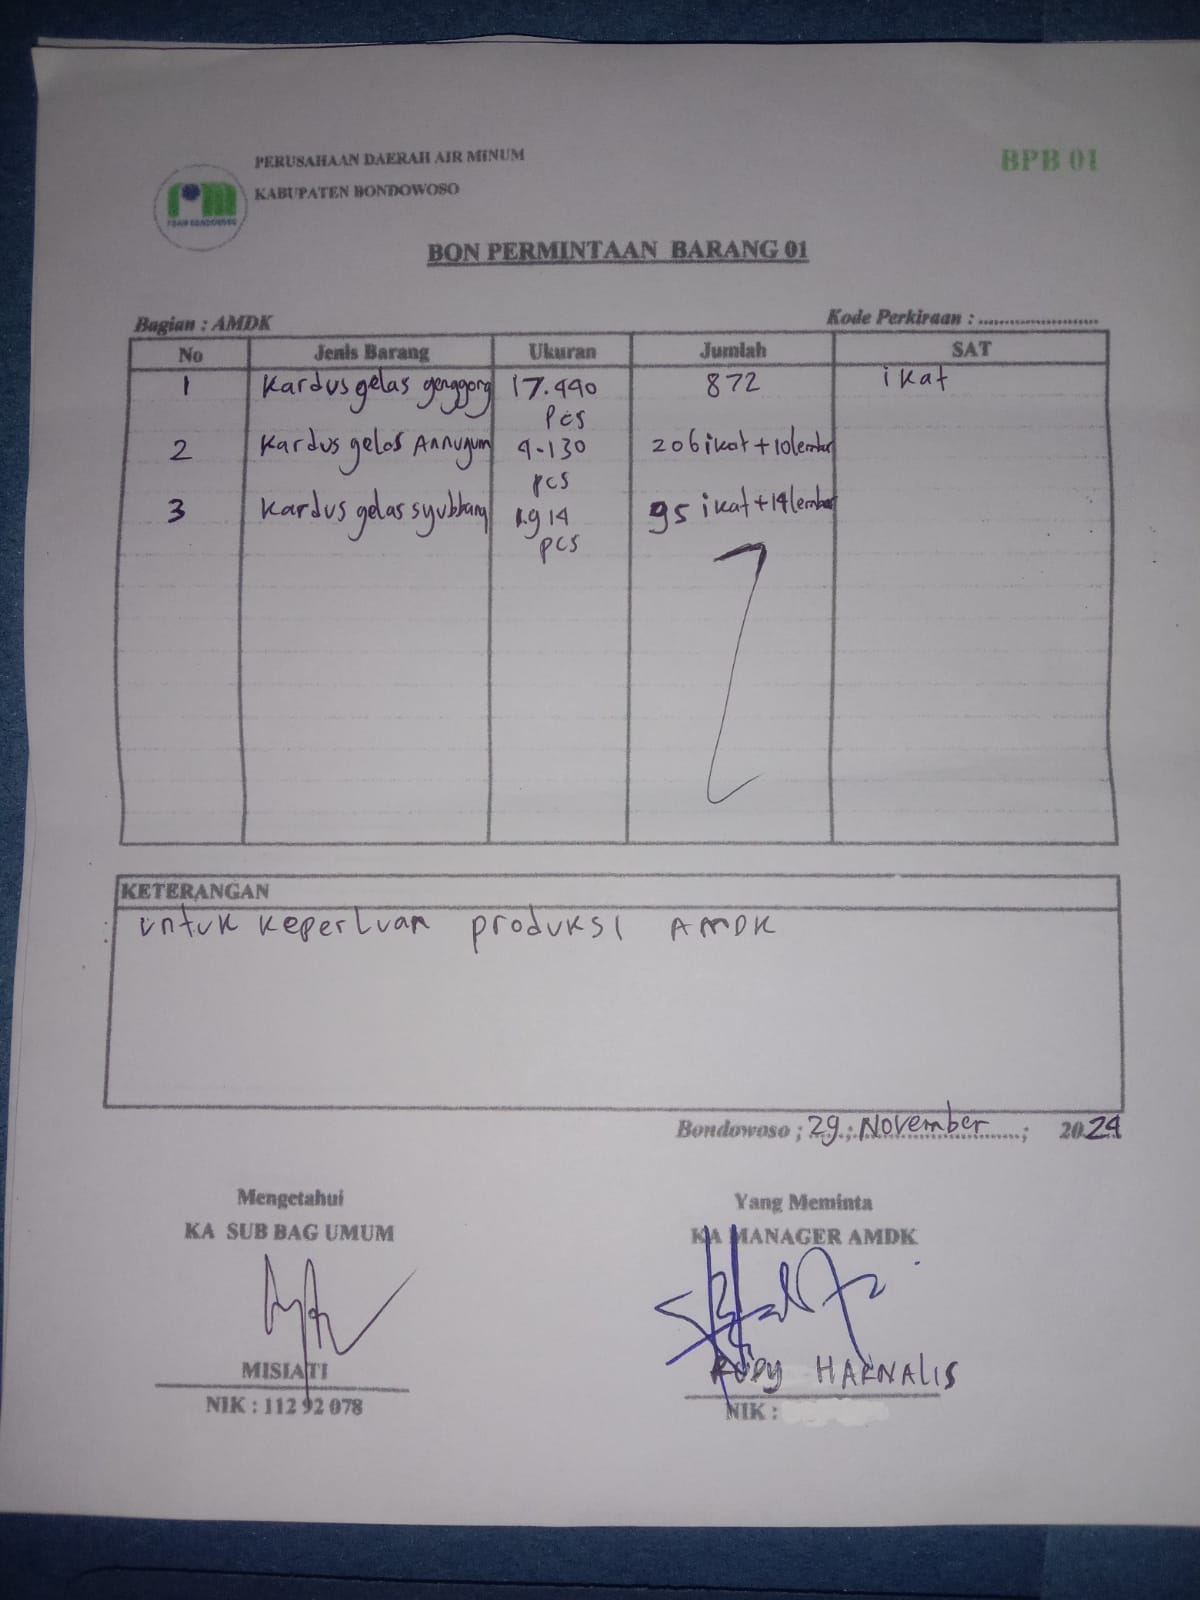 PERUSAHAAN DAERAH AIR MINUM
KABUPATEN BONDOWOSO
BPB 01
PDAM BONDOWOSO
BON PERMINTAAN BARANG 01
Bagian : AMDK
Kode Perkiraan : ........................
No Jenis Barang Ukuran Jumlah SAT
1 Kardus gelas genggong 17.440 872 ikat
pcs
2 Kardus gelas Annuqum 4.130 206 ikat + 10 lembar
pcs
3 Kardus gelas syubbang 1.914 95 ikat + 14 lembar
pcs
KETERANGAN
: untuk keperluan produksi AMDK
Bondowoso ; 29 ; November ; 2024
Mengetahui
KA SUB BAG UMUM
MISIATI
NIK : 112 92 078
Yang Meminta
KA MANAGER AMDK
RUDY HARNALIS
NIK :